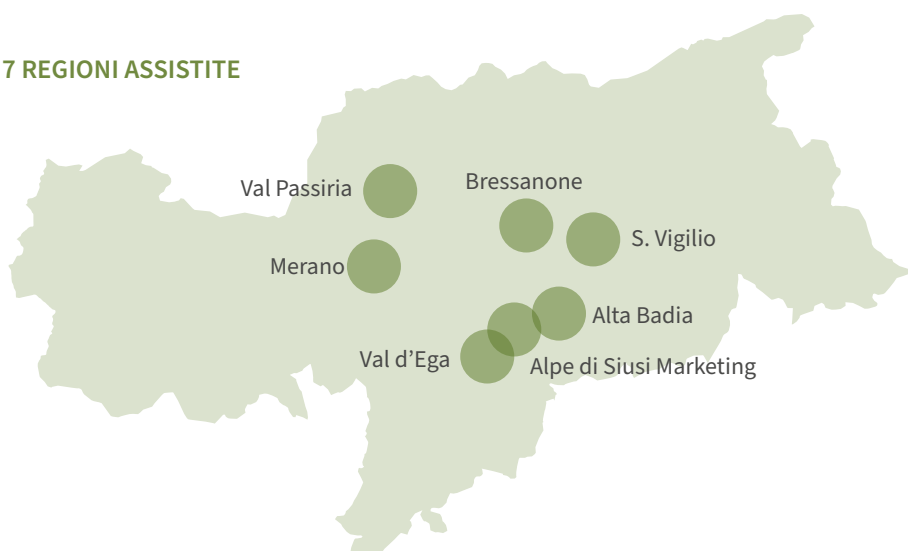 7 REGIONI ASSISTITE
Val Passiria
Bressanone
S. Vigilio
Merano
Alta Badia
Val d’Ega
Alpe di Siusi Marketing